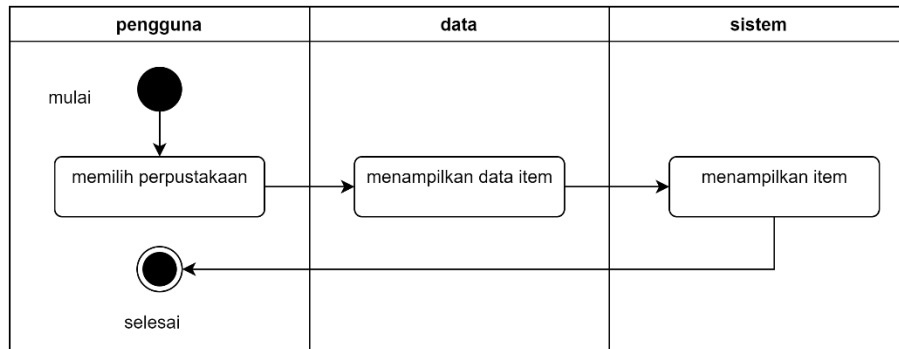 pengguna
data
sistem
mulai
memilih perpustakaan
menampilkan data item
menampilkan item
selesai